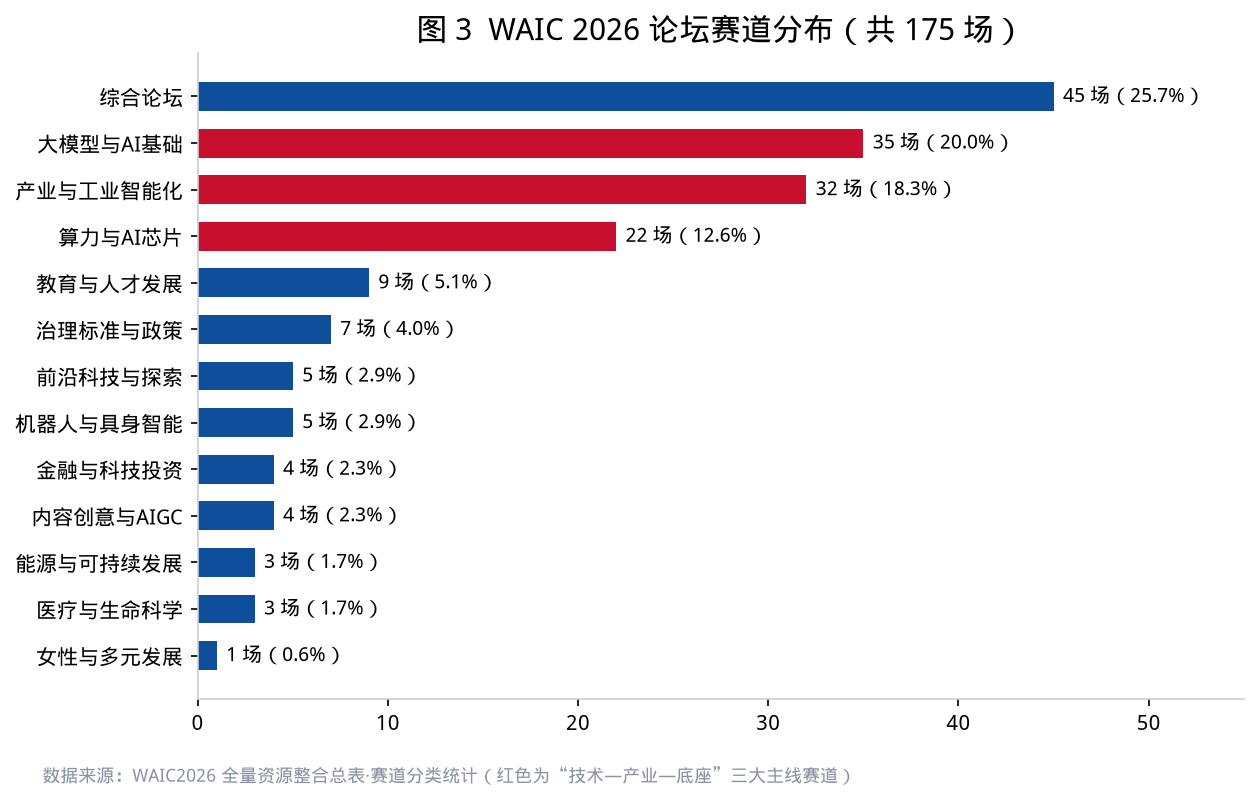 图 3 WAIC 2026 论坛赛道分布（共 175 场）
综合论坛 45 场（25.7%）
大模型与AI基础 35 场（20.0%）
产业与工业智能化 32 场（18.3%）
算力与AI芯片 22 场（12.6%）
教育与人才发展 9 场（5.1%）
治理标准与政策 7 场（4.0%）
前沿科技与探索 5 场（2.9%）
机器人与具身智能 5 场（2.9%）
金融与科技投资 4 场（2.3%）
内容创意与AIGC 4 场（2.3%）
能源与可持续发展 3 场（1.7%）
医疗与生命科学 3 场（1.7%）
女性与多元发展 1 场（0.6%）
0 10 20 30 40 50
数据来源：WAIC2026 全量资源整合总表·赛道分类统计（红色为“技术—产业—底座”三大主线赛道）